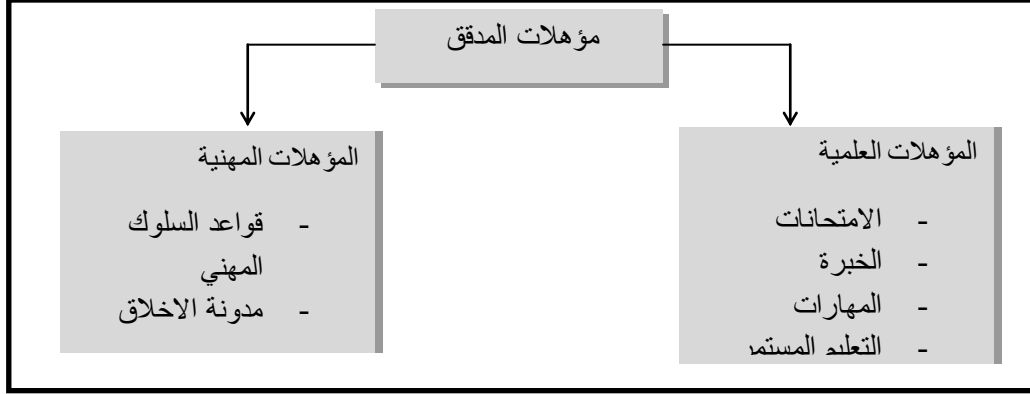 مؤهلات المدقق
المؤهلات العلمية
- الامتحانات
- الخبرة
- المهارات
- التعليم المستمر
المؤهلات المهنية
- قواعد السلوك
المهني
- مدونة الاخلاق